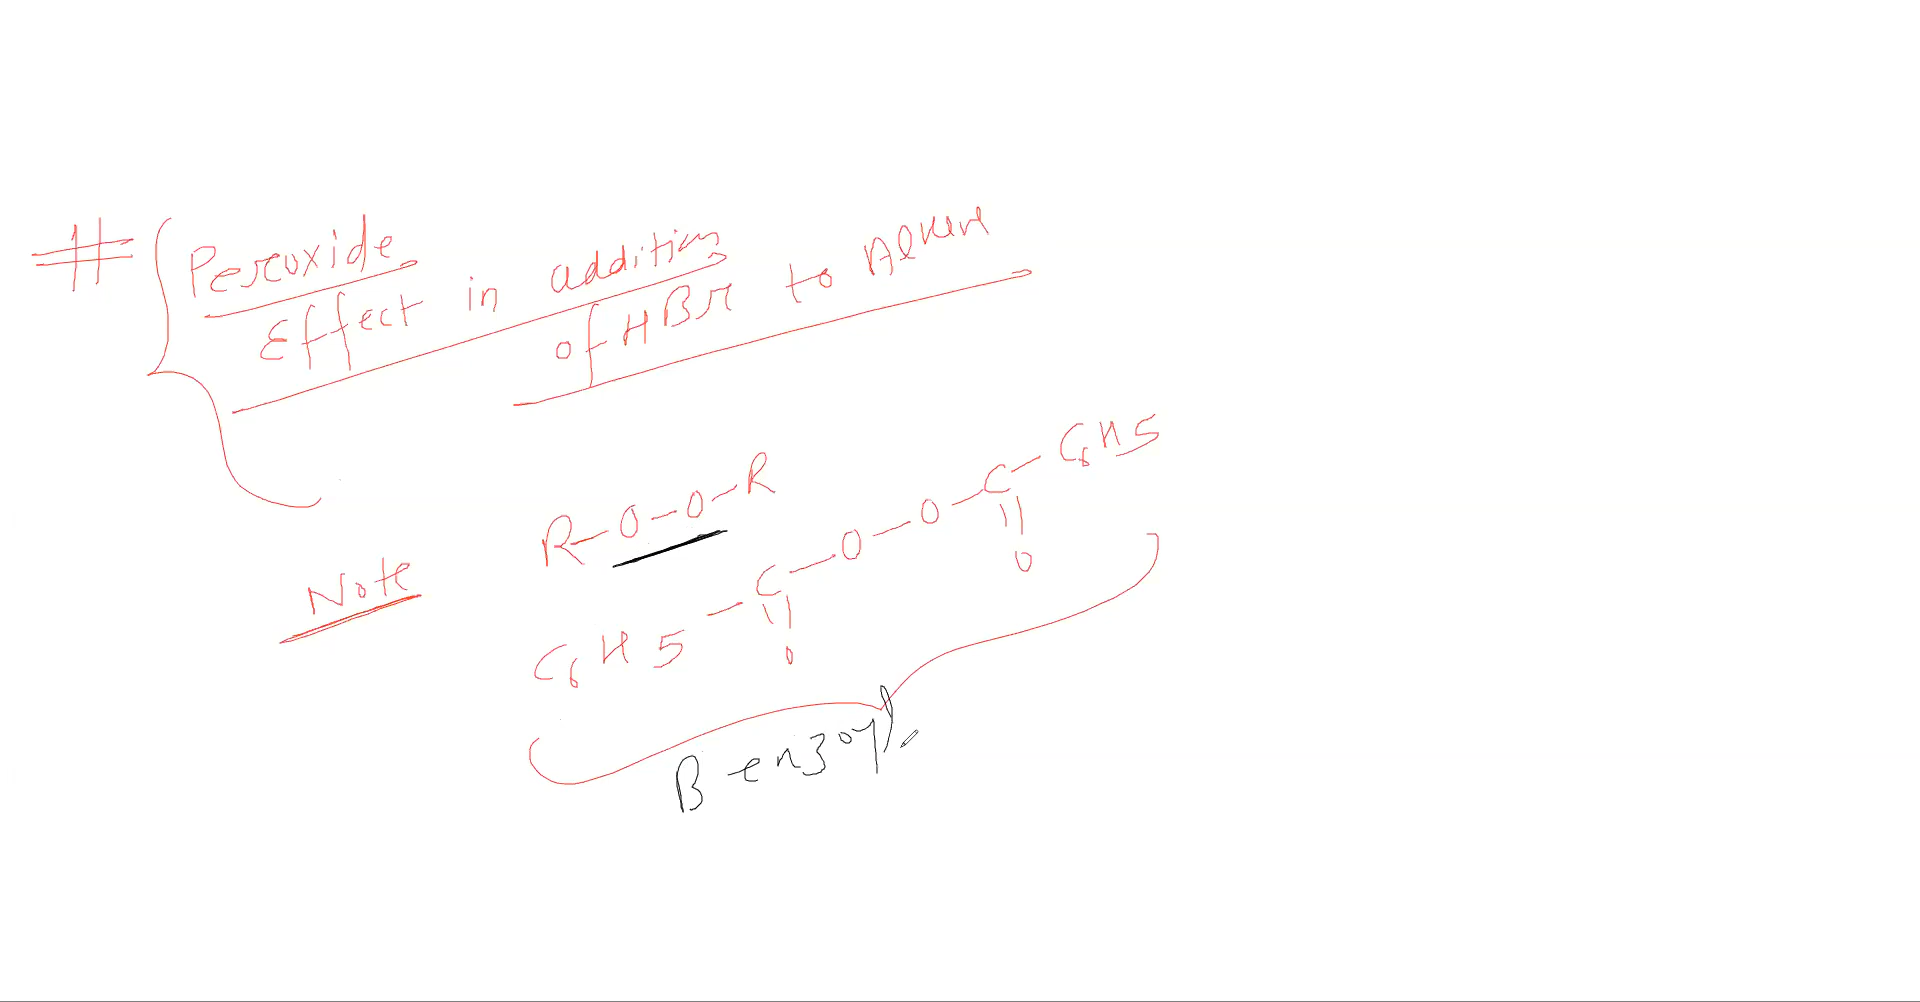 # Peroxide
Effect in addition
of HBr to Alkene
R-O-O-R
Note
C6H5-C-O-O-C-C6H5
O O
Benzoyl